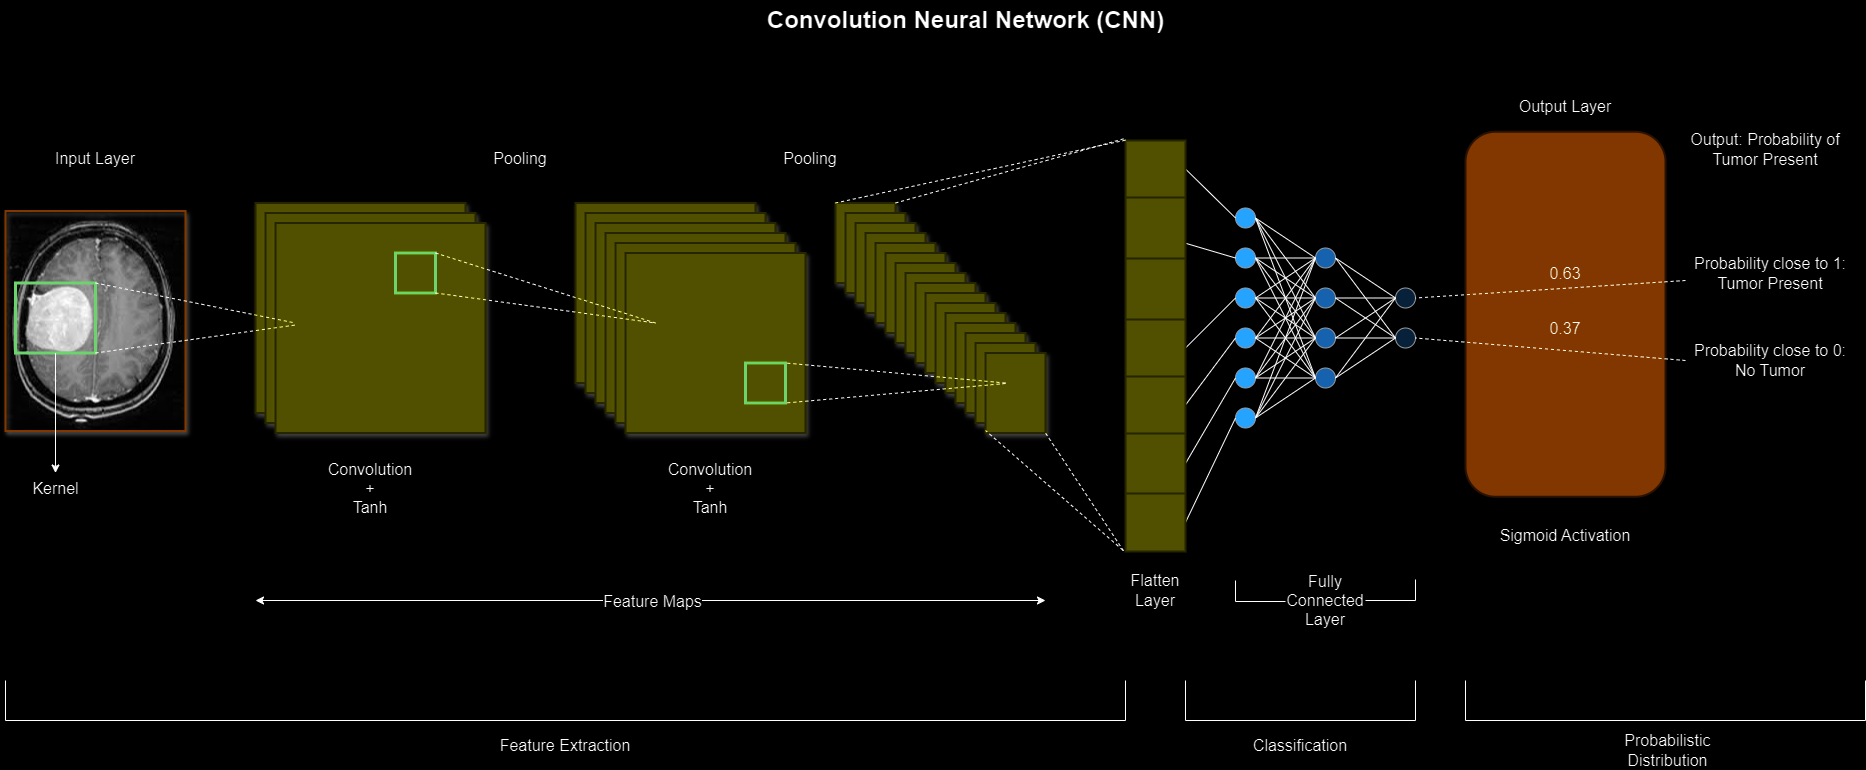 Convolution Neural Network (CNN)
Output Layer
Input Layer
Pooling
Pooling
Output: Probability of
Tumor Present
Probability close to 1:
Tumor Present
0.63
0.37
Probability close to 0:
No Tumor
Kernel
Convolution
+
Tanh
Convolution
+
Tanh
Sigmoid Activation
Feature Maps
Flatten
Layer
Fully
Connected
Layer
Feature Extraction
Classification
Probabilistic
Distribution